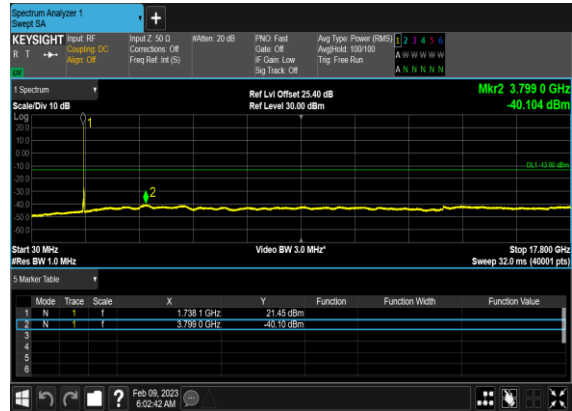 Spectrum Analyzer 1
Swept SA
+
KEYSIGHT Input: RF Input Z: 50 Ω #Atten: 20 dB PNO: Fast Avg Type: Power (RMS) 1 2 3 4 5 6
R T Coupling: DC Corrections: Off Gate: Off Avg|Hold: 100/100 A W W W W W
Align: Off Freq Ref: Int (S) IF Gain: Low Trig: Free Run
Sig Track: Off A N N N N N
1 Spectrum Ref Lvl Offset 25.40 dB Mkr2 3.799 0 GHz
Scale/Div 10 dB Ref Level 30.00 dBm -40.104 dBm
Log
20.0
1
10.0
0.00
-10.0
DL1 -13.00 dBm
-20.0
-30.0
2
-40.0
-50.0
-60.0
Start 30 MHz Video BW 3.0 MHz* Stop 17.800 GHz
#Res BW 1.0 MHz Sweep 32.0 ms (40001 pts)
5 Marker Table
Mode Trace Scale X Y Function Function Width Function Value
1 N 1 f 1.738 1 GHz 21.45 dBm
2 N 1 f 3.799 0 GHz -40.10 dBm
3
4
5
6
? Feb 09, 2023
6:02:42 AM